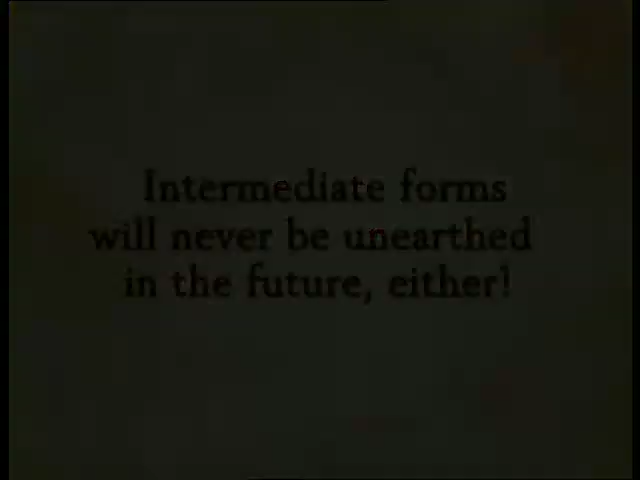 Intermediate forms
will never be unearthed
in the future, either!